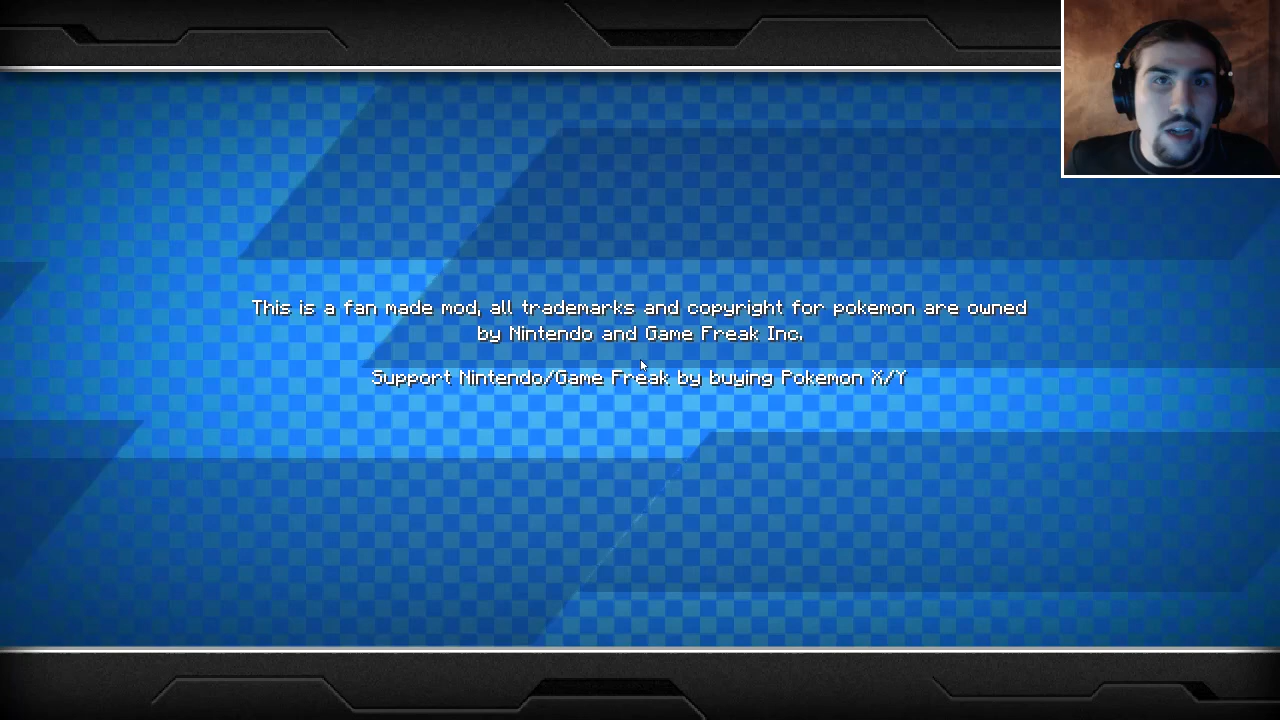 This is a fan made mod, all trademarks and copyright for pokemon are owned
by Nintendo and Game Freak Inc.
Support Nintendo/Game Freak by buying Pokemon X/Y